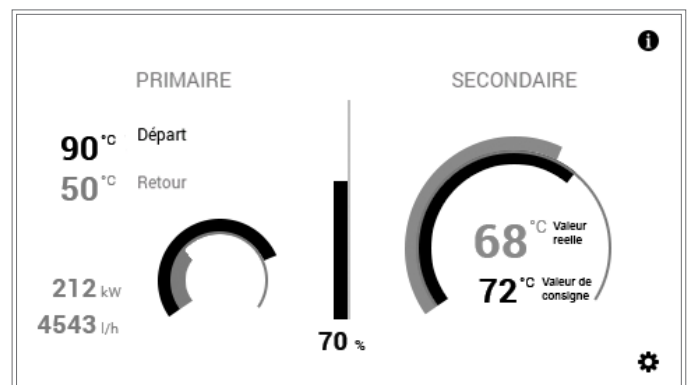 PRIMAIRE
90°C Départ
50°C Retour
212 kW
4543 l/h
70 %
SECONDAIRE
68°C Valeur
reelle
72°C Valeur de
consigne